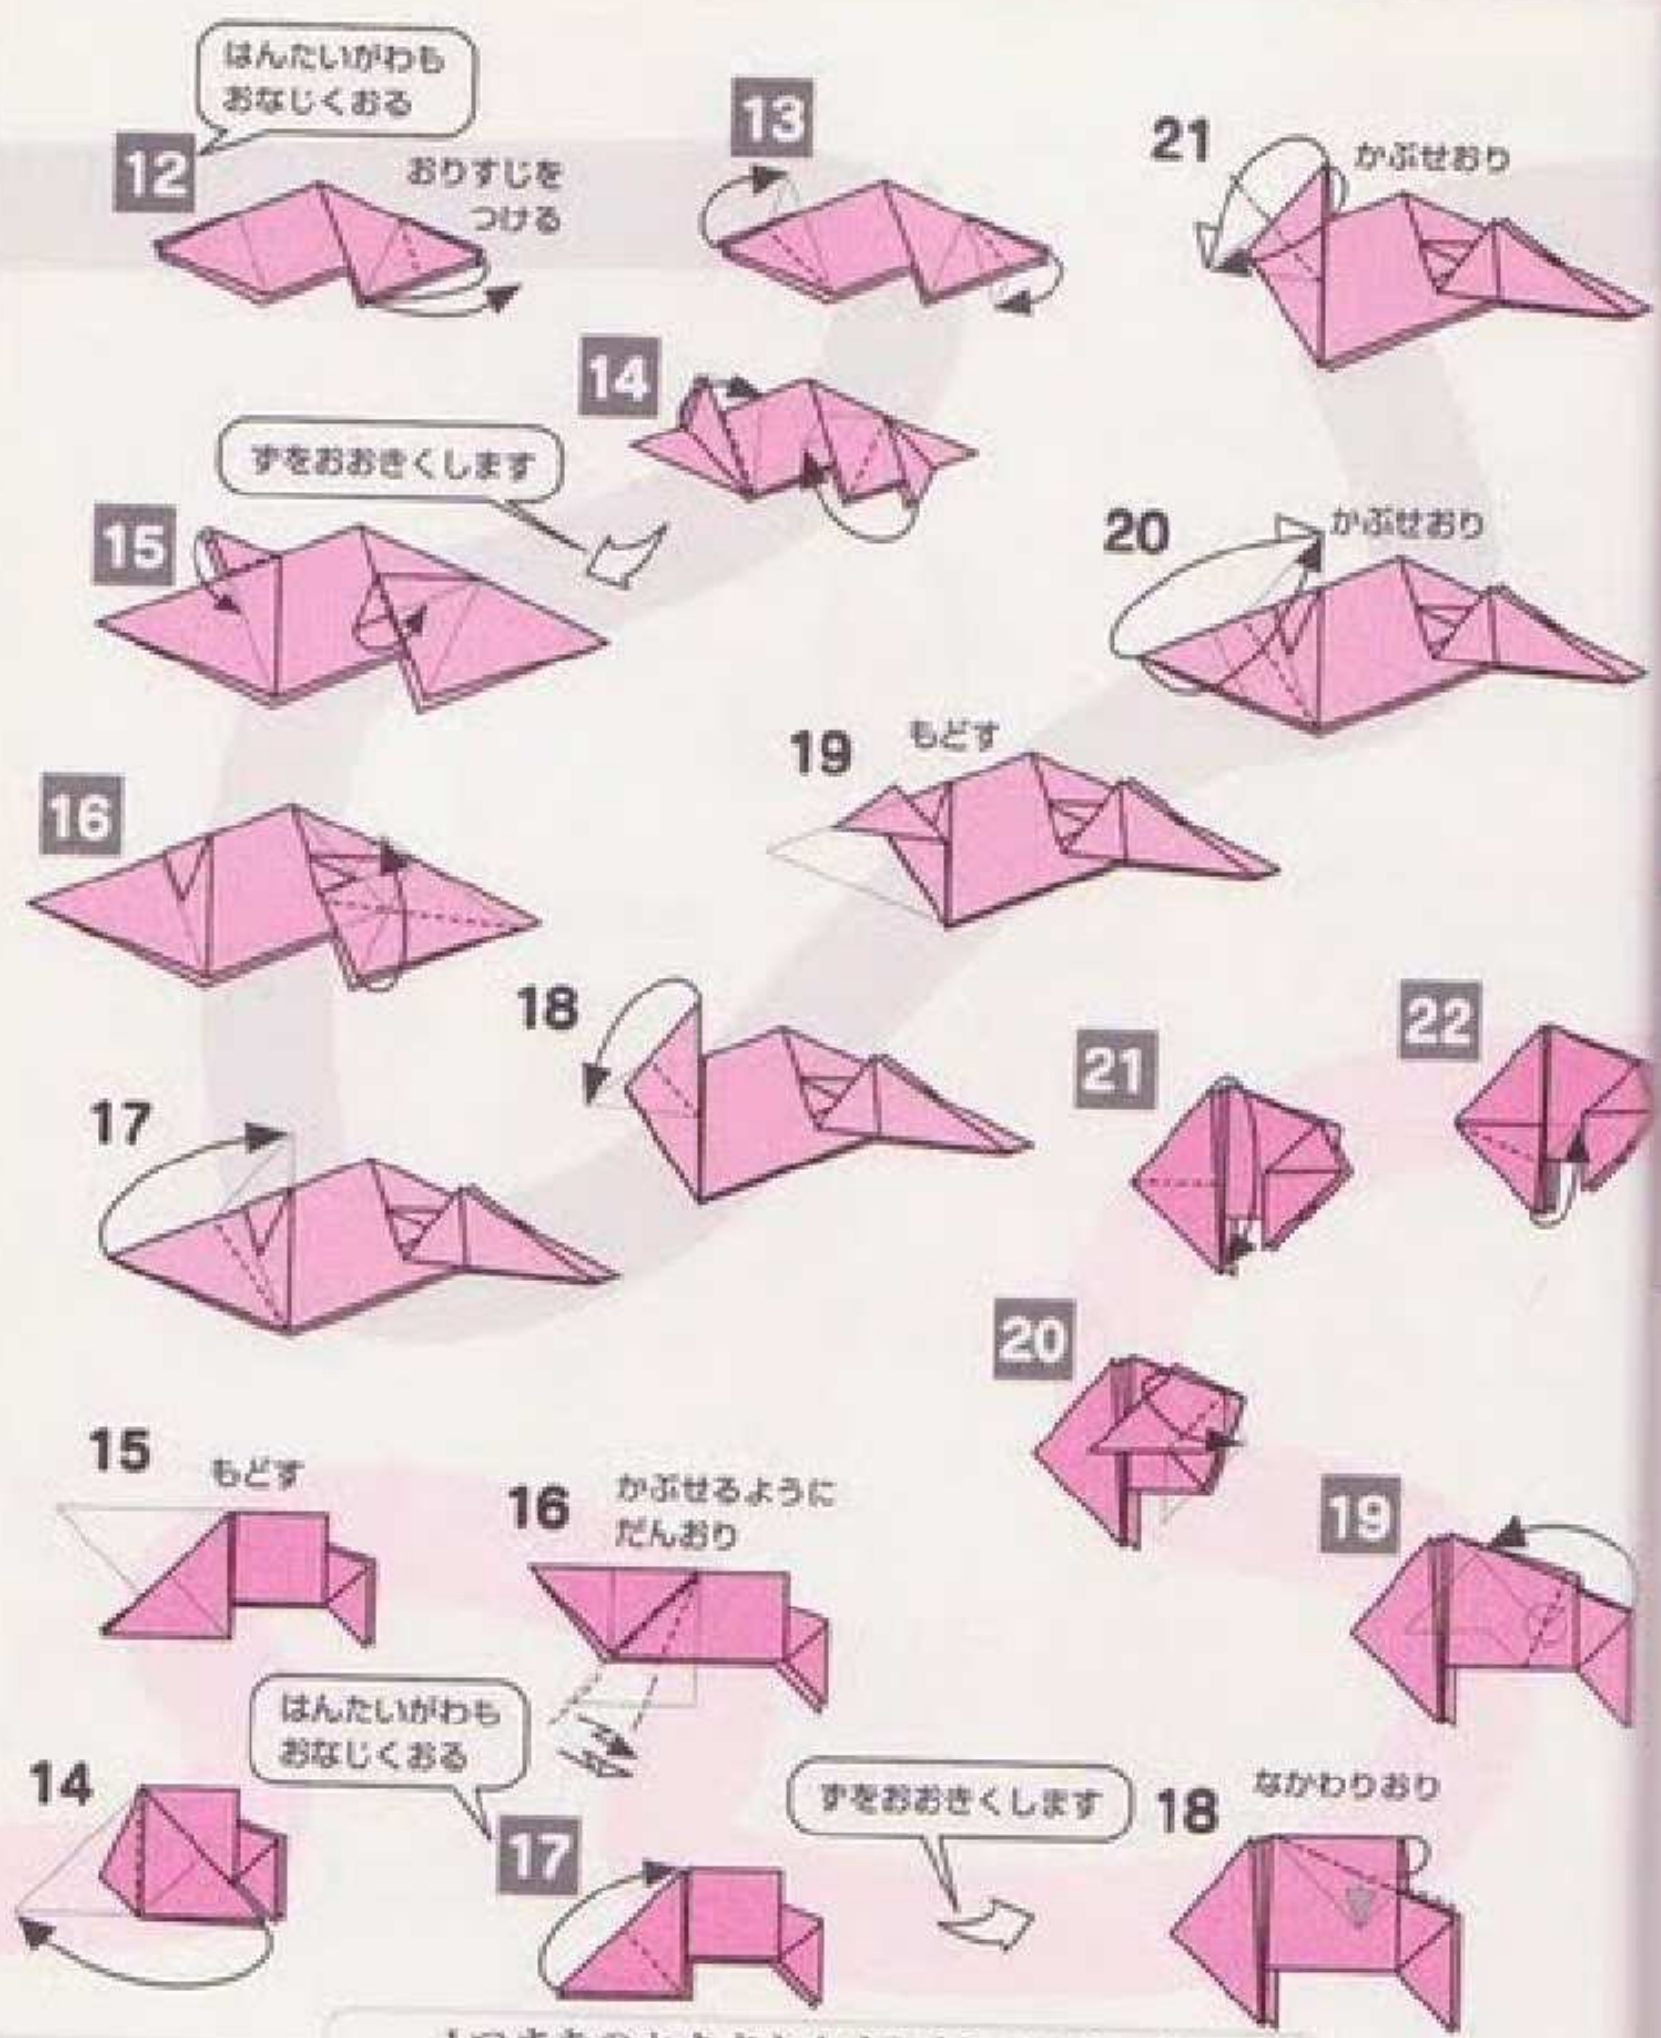 はんたいがわも
おなじくおる
12
おりすじを
つける
13
14
ずをおおきくします
15
16
17
18
19
もどす
20
かぶせおり
21
かぶせおり
14
15
もどす
16
かぶせるように
だんおり
はんたいがわも
おなじくおる
17
ずをおおきくします
18
なかわりおり
19
20
21
22